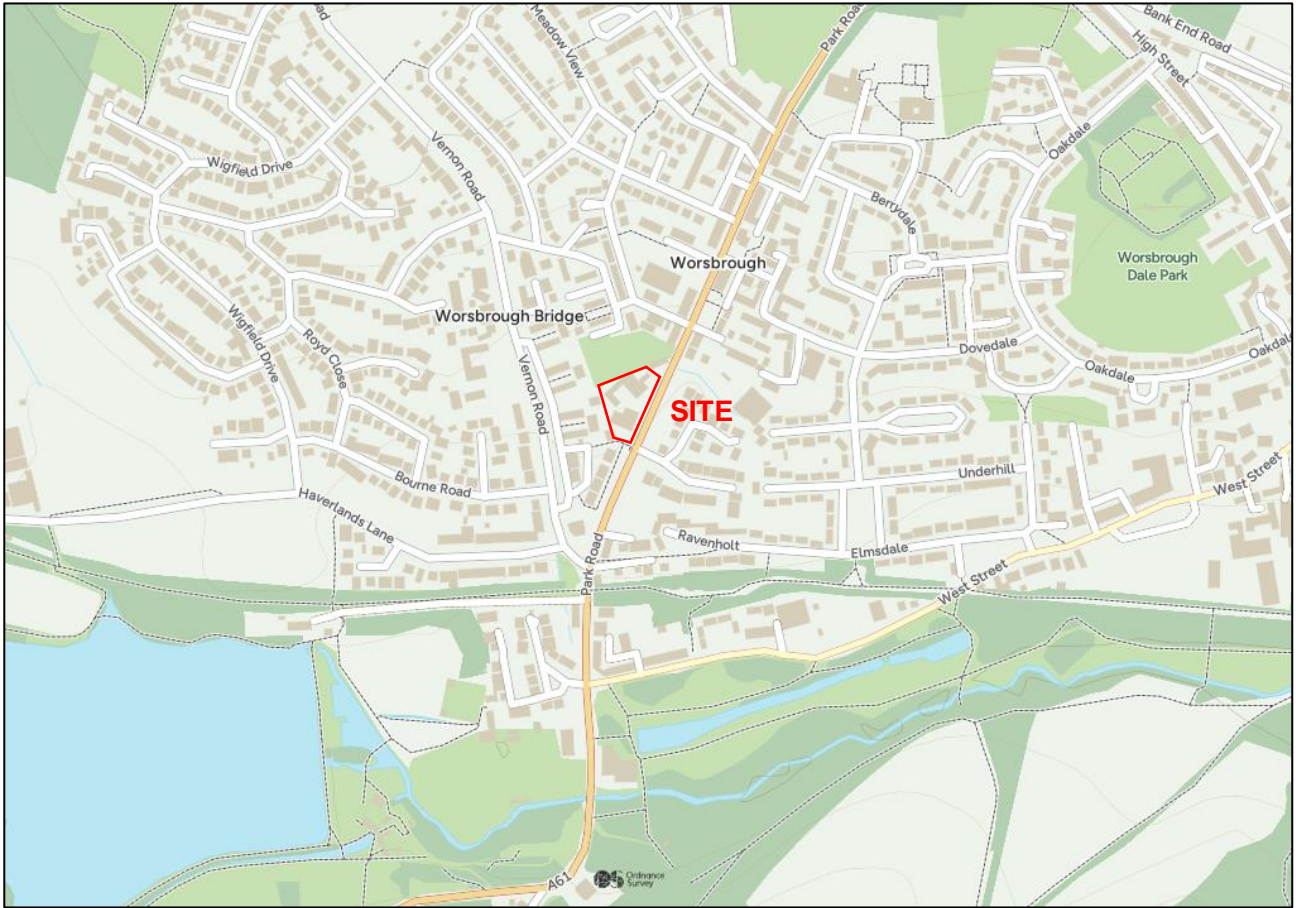 Park Road
Bank End Road
High Street
Meadow View
Vernon Road
Oakdale
Wigfield Drive
Berrydale
Worsbrough
Worsbrough
Dale Park
Worsbrough Bridge
Wigfield Drive
Royd Close
Dovedale
Oakdale
Oakdale
Vernon Road
SITE
Underhill
Bourne Road
West Street
Haverlands Lane
Ravenholt
Elmsdale
Park Road
West Street
A61
Ordnance
Survey